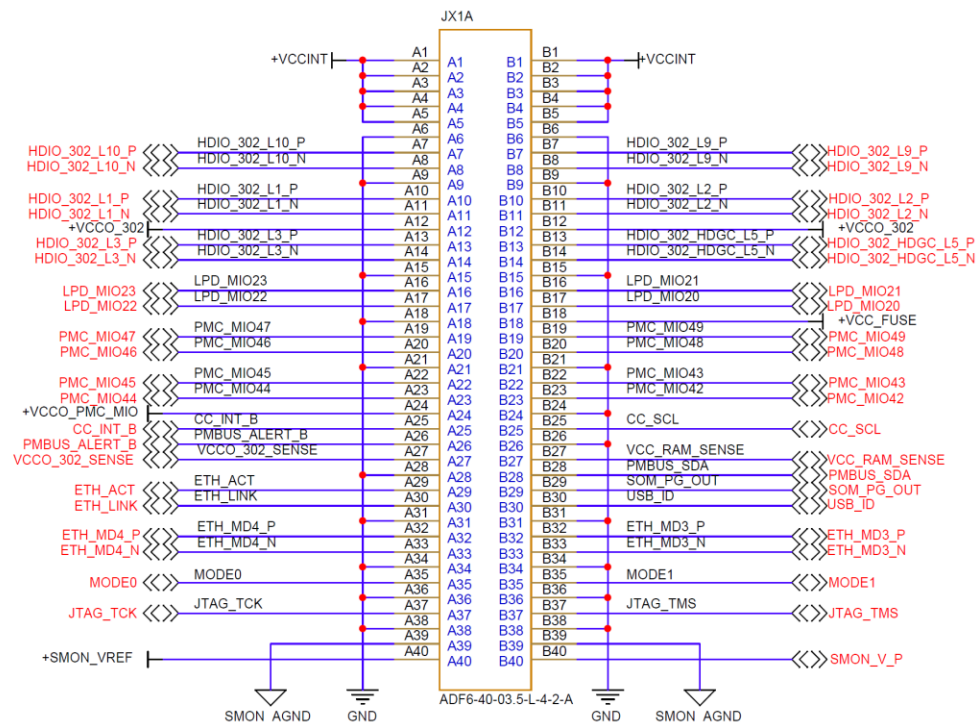 JX1A
+VCCINT A1 A1 B1 B1 +VCCINT
A2 A2 B2 B2
A3 A3 B3 B3
A4 A4 B4 B4
A5 A5 B5 B5
A6 A6 B6 B6
HDIO_302_L10_P HDIO_302_L10_P A7 A7 B7 B7 HDIO_302_L9_P HDIO_302_L9_P
HDIO_302_L10_N HDIO_302_L10_N A8 A8 B8 B8 HDIO_302_L9_N HDIO_302_L9_N
A9 A9 B9 B9
HDIO_302_L1_P HDIO_302_L1_P A10 A10 B10 B10 HDIO_302_L2_P HDIO_302_L2_P
HDIO_302_L1_N HDIO_302_L1_N A11 A11 B11 B11 HDIO_302_L2_N HDIO_302_L2_N
+VCCO_302 A12 A12 B12 B12 +VCCO_302
HDIO_302_L3_P HDIO_302_L3_P A13 A13 B13 B13 HDIO_302_HDGC_L5_P HDIO_302_HDGC_L5_P
HDIO_302_L3_N HDIO_302_L3_N A14 A14 B14 B14 HDIO_302_HDGC_L5_N HDIO_302_HDGC_L5_N
A15 A15 B15 B15
LPD_MIO23 LPD_MIO23 A16 A16 B16 B16 LPD_MIO21 LPD_MIO21
LPD_MIO22 LPD_MIO22 A17 A17 B17 B17 LPD_MIO20 LPD_MIO20
A18 A18 B18 B18 +VCC_FUSE
PMC_MIO47 PMC_MIO47 A19 A19 B19 B19 PMC_MIO49 PMC_MIO49
PMC_MIO46 PMC_MIO46 A20 A20 B20 B20 PMC_MIO48 PMC_MIO48
A21 A21 B21 B21
PMC_MIO45 PMC_MIO45 A22 A22 B22 B22 PMC_MIO43 PMC_MIO43
PMC_MIO44 PMC_MIO44 A23 A23 B23 B23 PMC_MIO42 PMC_MIO42
+VCCO_PMC_MIO A24 A24 B24 B24
CC_INT_B CC_INT_B A25 A25 B25 B25 CC_SCL CC_SCL
PMBUS_ALERT_B PMBUS_ALERT_B A26 A26 B26 B26
VCCO_302_SENSE VCCO_302_SENSE A27 A27 B27 B27 VCC_RAM_SENSE VCC_RAM_SENSE
A28 A28 B28 B28 PMBUS_SDA PMBUS_SDA
ETH_ACT ETH_ACT A29 A29 B29 B29 SOM_PG_OUT SOM_PG_OUT
ETH_LINK ETH_LINK A30 A30 B30 B30 USB_ID USB_ID
A31 A31 B31 B31
ETH_MD4_P ETH_MD4_P A32 A32 B32 B32 ETH_MD3_P ETH_MD3_P
ETH_MD4_N ETH_MD4_N A33 A33 B33 B33 ETH_MD3_N ETH_MD3_N
A34 A34 B34 B34
MODE0 MODE0 A35 A35 B35 B35 MODE1 MODE1
A36 A36 B36 B36
JTAG_TCK JTAG_TCK A37 A37 B37 B37 JTAG_TMS JTAG_TMS
A38 A38 B38 B38
A39 A39 B39 B39
+SMON_VREF A40 A40 B40 B40 SMON_V_P
ADF6-40-03.5-L-4-2-A
SMON_AGND GND GND SMON_AGND